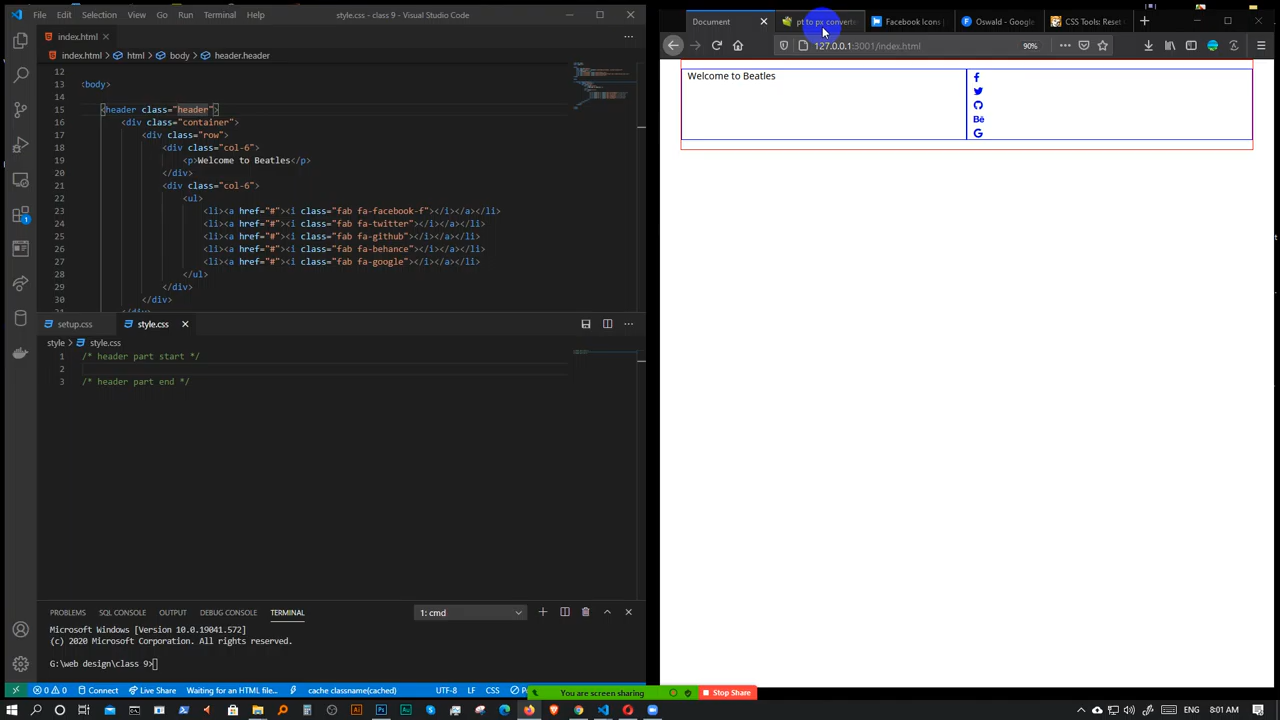 File Edit Selection View Go Run Terminal Help style.css - class 9 - Visual Studio Code
index.html ×
index.html > html > body > header.header
12
13 <body>
14
15 <header class="header">
16 <div class="container">
17 <div class="row">
18 <div class="col-6">
19 <p>Welcome to Beatles</p>
20 </div>
21 <div class="col-6">
22 <ul>
23 <li><a href="#"><i class="fab fa-facebook-f"></i></a></li>
24 <li><a href="#"><i class="fab fa-twitter"></i></a></li>
25 <li><a href="#"><i class="fab fa-github"></i></a></li>
26 <li><a href="#"><i class="fab fa-behance"></i></a></li>
27 <li><a href="#"><i class="fab fa-google"></i></a></li>
28 </ul>
29 </div>
30 </div>
setup.css style.css ×
style > style.css
1 /* header part start */
2
3 /* header part end */
PROBLEMS SQL CONSOLE OUTPUT DEBUG CONSOLE TERMINAL 1: cmd
Microsoft Windows [Version 10.0.19041.572]
(c) 2020 Microsoft Corporation. All rights reserved.
G:\web design\class 9>
0 0 Connect Live Share Waiting for an HTML file... cache classname(cached) UTF-8 LF CSS
You are screen sharing Stop Share
Document pt to px converte Facebook Icons Oswald - Google CSS Tools: Reset
127.0.0.1:3001/index.html 90%
Welcome to Beatles
Bē
ENG 8:01 AM